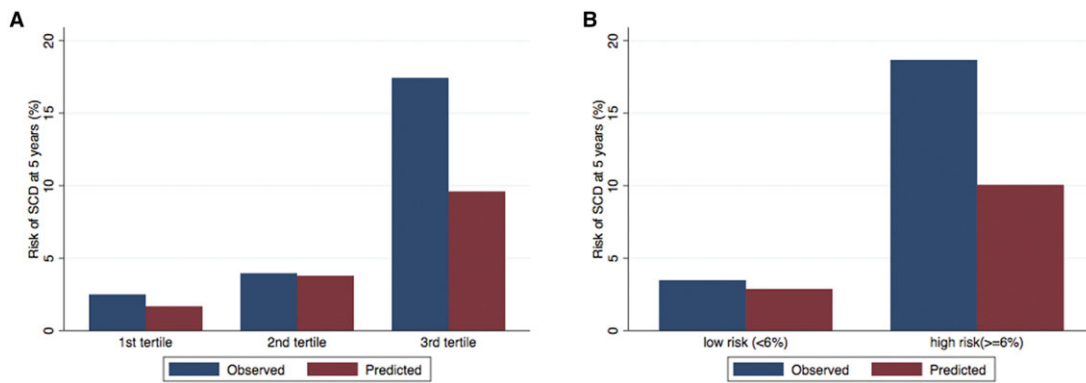 A
Risk of SCD at 5 years (%)
20
15
10
5
0
1st tertile 2nd tertile 3rd tertile
Observed Predicted
B
Risk of SCD at 5 years (%)
20
15
10
5
0
low risk (<6%) high risk(>=6%)
Observed Predicted